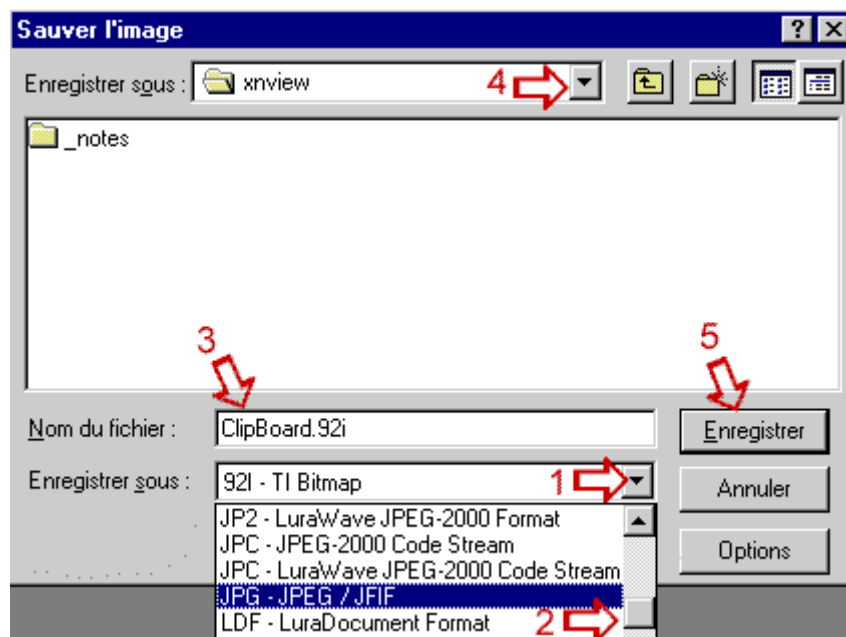 Sauver l'image
Enregistrer sous : xnview 4
_notes
3
5
Nom du fichier : ClipBoard.92i Enregistrer
Enregistrer sous : 92I - TI Bitmap 1 Annuler
JP2 - LuraWave JPEG-2000 Format
JPC - JPEG-2000 Code Stream Options
JPC - LuraWave JPEG-2000 Code Stream
JPG - JPEG / JFIF
LDF - LuraDocument Format 2